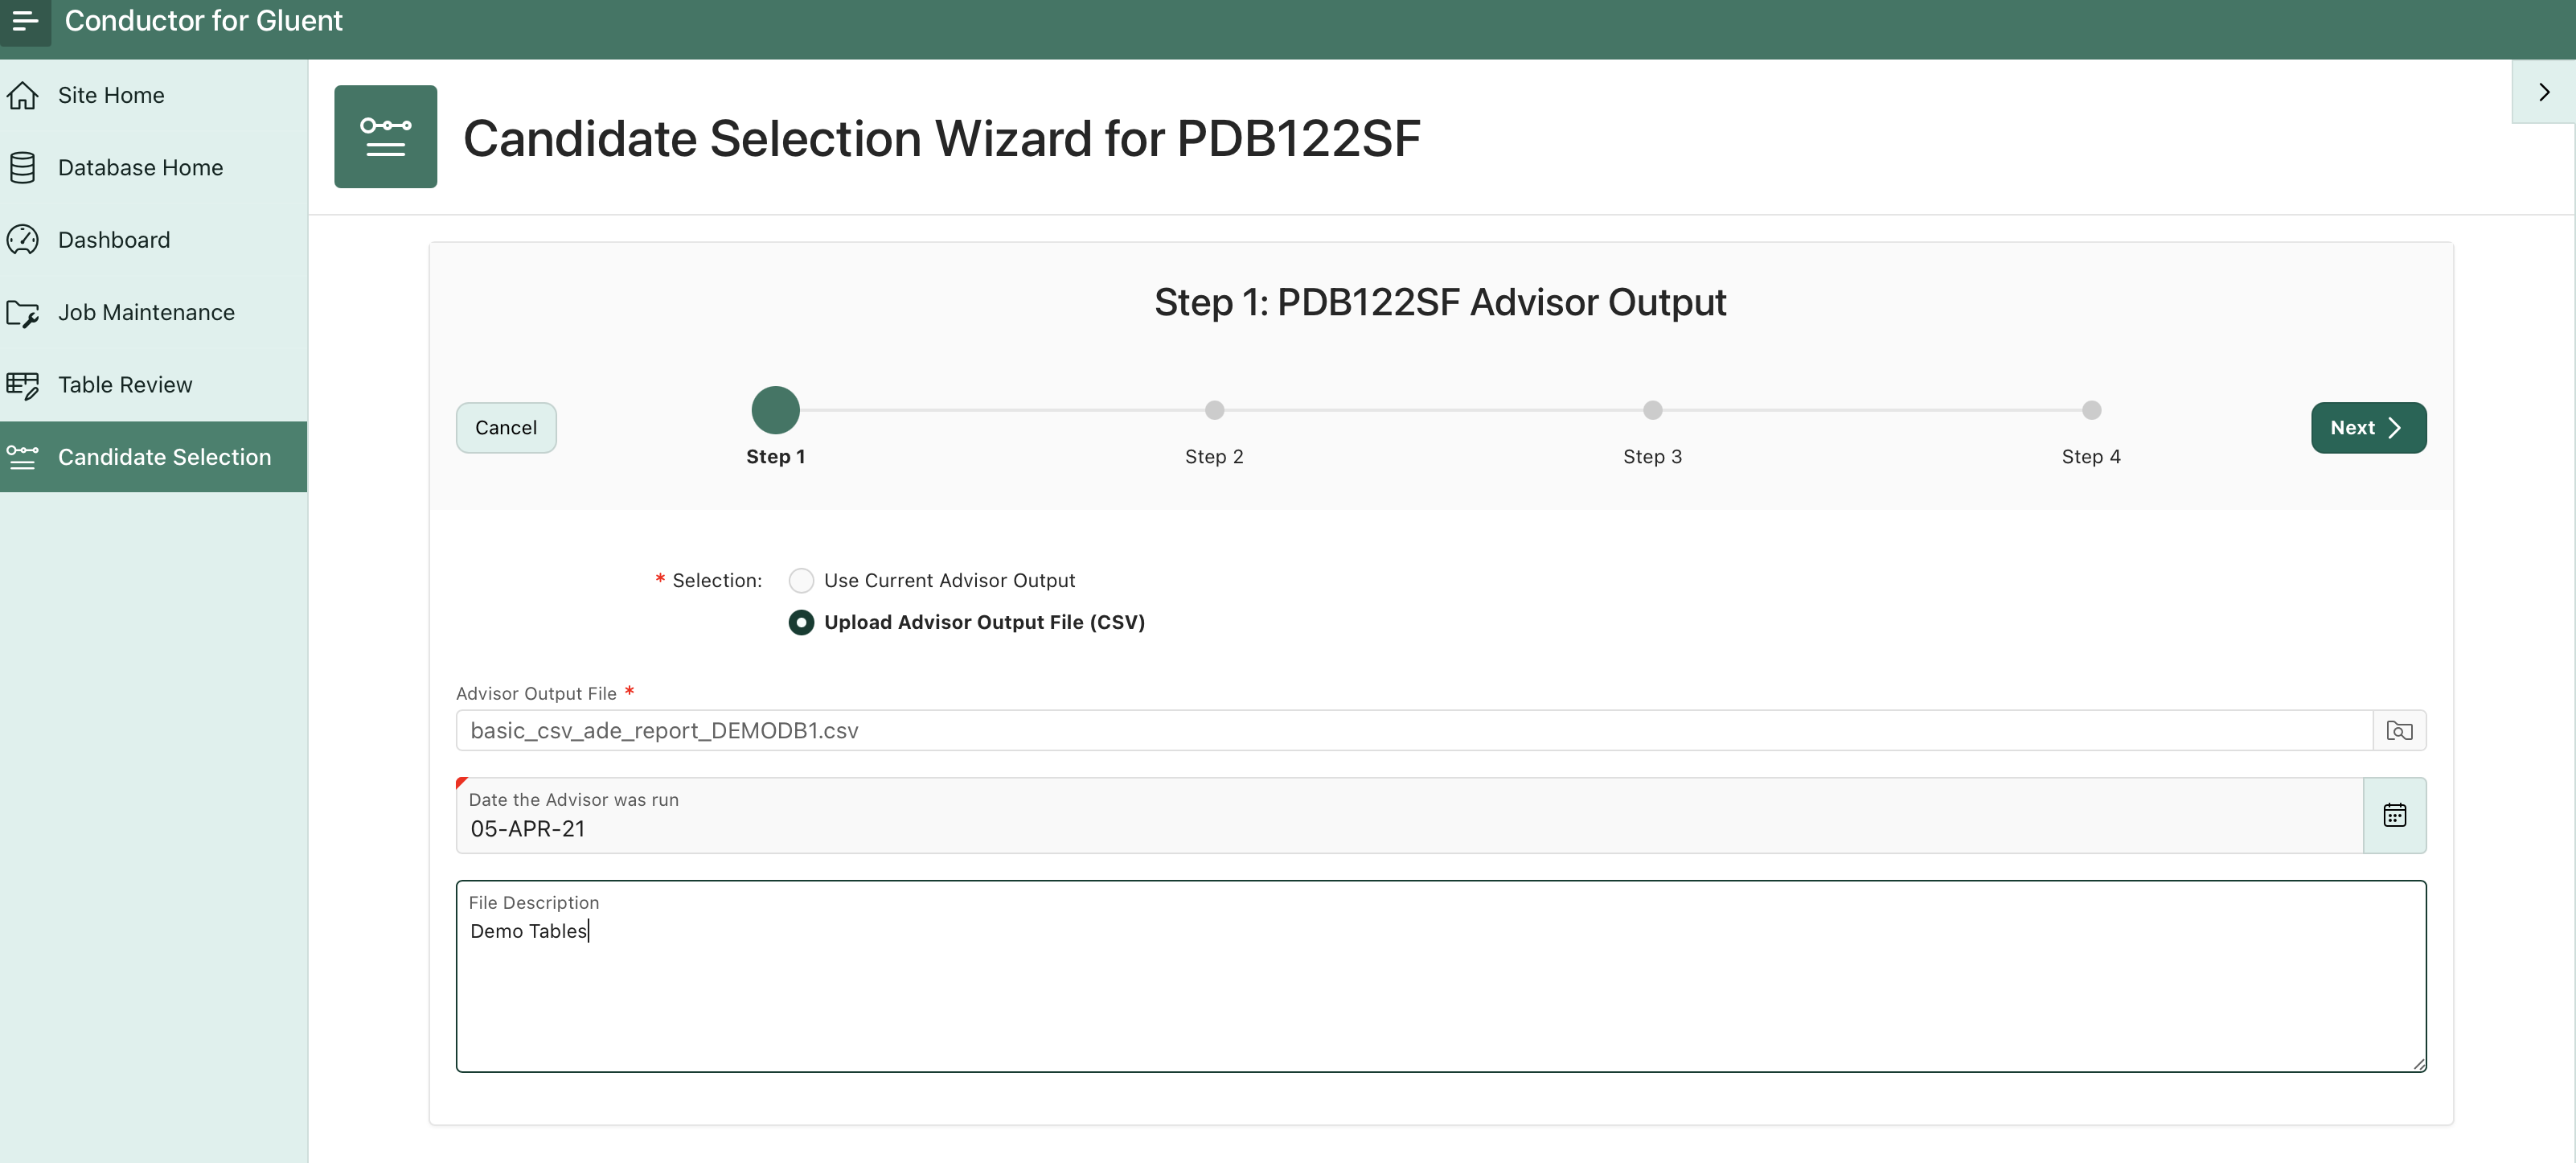 Conductor for Gluent
Site Home
Database Home
Dashboard
Job Maintenance
Table Review
Candidate Selection
Candidate Selection Wizard for PDB122SF
Step 1: PDB122SF Advisor Output
Cancel
Step 1
Step 2
Step 3
Step 4
Next
* Selection:
Use Current Advisor Output
Upload Advisor Output File (CSV)
Advisor Output File *
basic_csv_ade_report_DEMODB1.csv
Date the Advisor was run
05-APR-21
File Description
Demo Tables